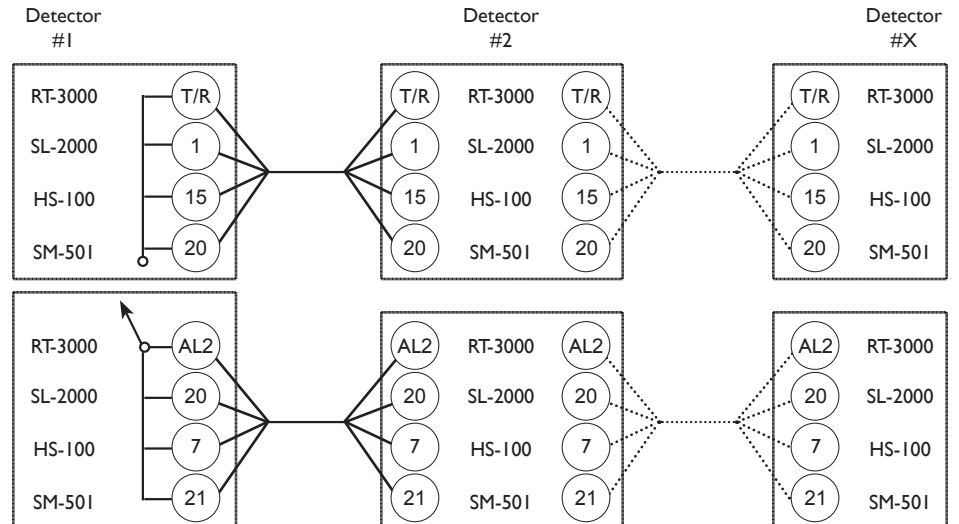 Detector Detector Detector
#1 #2 #X
RT-3000 T/R T/R RT-3000 T/R T/R RT-3000
SL-2000 1 1 SL-2000 1 1 SL-2000
HS-100 15 15 HS-100 15 15 HS-100
SM-501 20 20 SM-501 20 20 SM-501
RT-3000 AL2 AL2 RT-3000 AL2 AL2 RT-3000
SL-2000 20 20 SL-2000 20 20 SL-2000
HS-100 7 7 HS-100 7 7 HS-100
SM-501 21 21 SM-501 21 21 SM-501